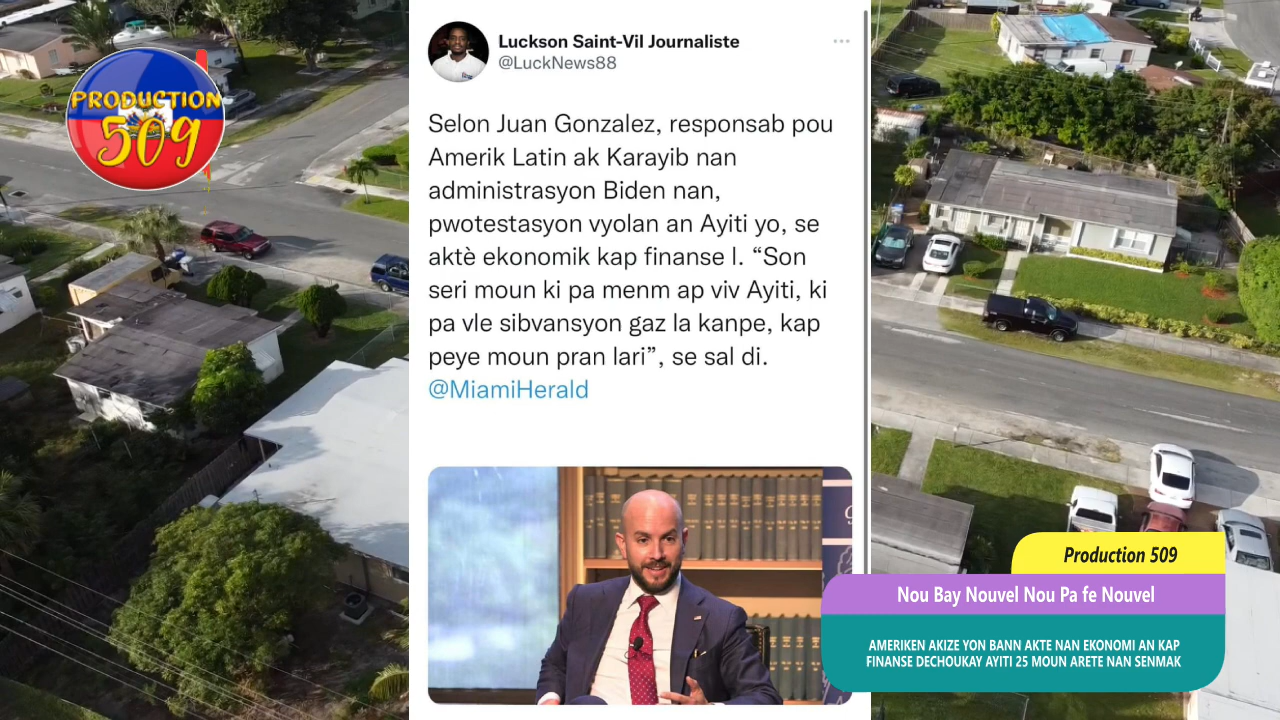 PRODUCTION
509
Luckson Saint-Vil Journaliste
@LuckNews88
Selon Juan Gonzalez, responsab pou
Amerik Latin ak Karayib nan
administrasyon Biden nan,
pwotestasyon vyolan an Ayiti yo, se
aktè ekonomik kap finanse l. “Son
seri moun ki pa menm ap viv Ayiti, ki
pa vle sibvansyon gaz la kanpe, kap
peye moun pran lari”, se sal di.
@MiamiHerald
Production 509
Nou Bay Nouvel Nou Pa fe Nouvel
AMERIKEN AKIZE YON BANN AKTE NAN EKONOMI AN KAP
FINANSE DECHOUKAY AYITI 25 MOUN ARETE NAN SENMAK